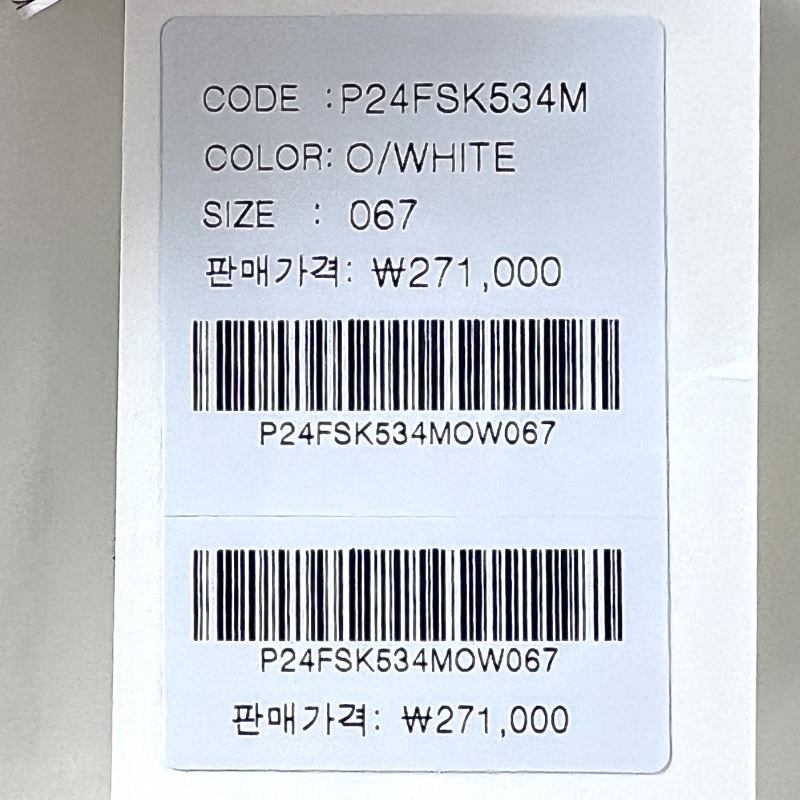 CODE :P24FSK534M
COLOR: O/WHITE
SIZE : 067
판매가격: ₩271,000
P24FSK534MOW067
P24FSK534MOW067
판매가격: ₩271,000